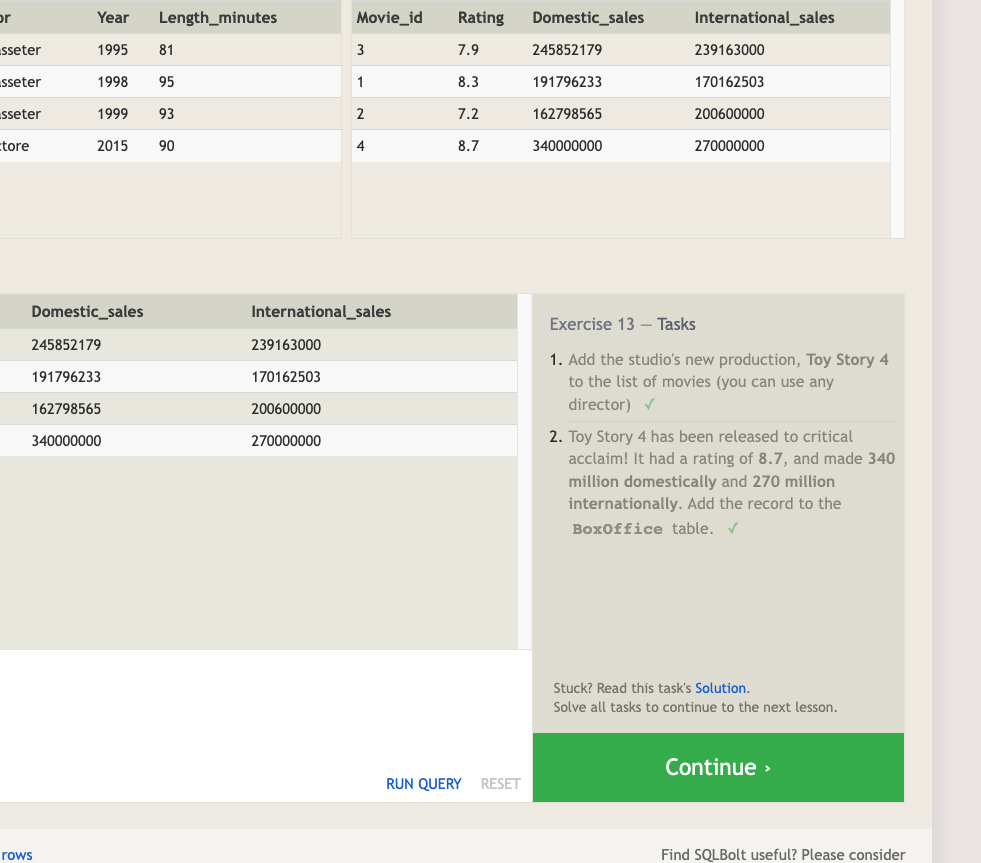 or Year Length_minutes
asseter 1995 81
asseter 1998 95
asseter 1999 93
ctore 2015 90
Movie_id Rating Domestic_sales International_sales
3 7.9 245852179 239163000
1 8.3 191796233 170162503
2 7.2 162798565 200600000
4 8.7 340000000 270000000
Domestic_sales International_sales
245852179 239163000
191796233 170162503
162798565 200600000
340000000 270000000
RUN QUERY RESET
Exercise 13 — Tasks
1. Add the studio's new production, Toy Story 4
to the list of movies (you can use any
director) ✓
2. Toy Story 4 has been released to critical
acclaim! It had a rating of 8.7, and made 340
million domestically and 270 million
internationally. Add the record to the
BoxOffice table. ✓
Stuck? Read this task's Solution.
Solve all tasks to continue to the next lesson.
Continue ›
rows
Find SQLBolt useful? Please consider